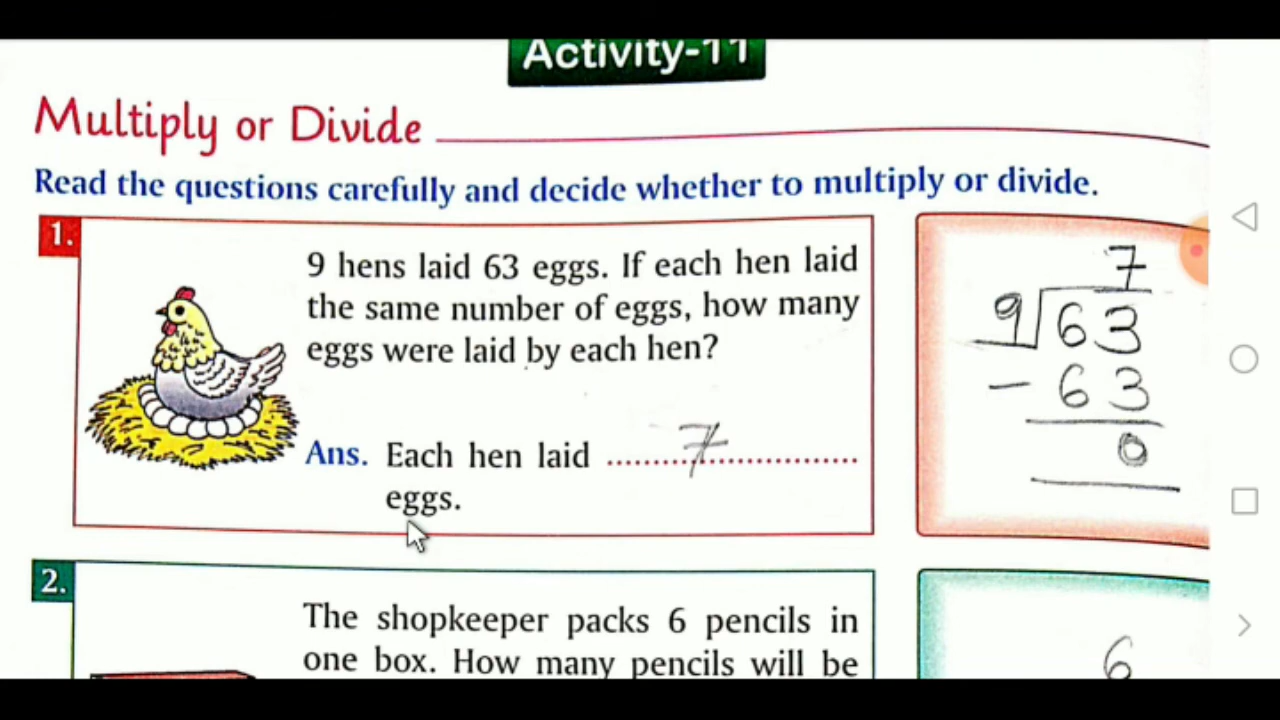 Activity-11
Multiply or Divide
Read the questions carefully and decide whether to multiply or divide.
1.
9 hens laid 63 eggs. If each hen laid
the same number of eggs, how many
eggs were laid by each hen?
Ans. Each hen laid ......7......
eggs.
7
9 63
- 63
0
2.
The shopkeeper packs 6 pencils in
one box. How many pencils will be
6